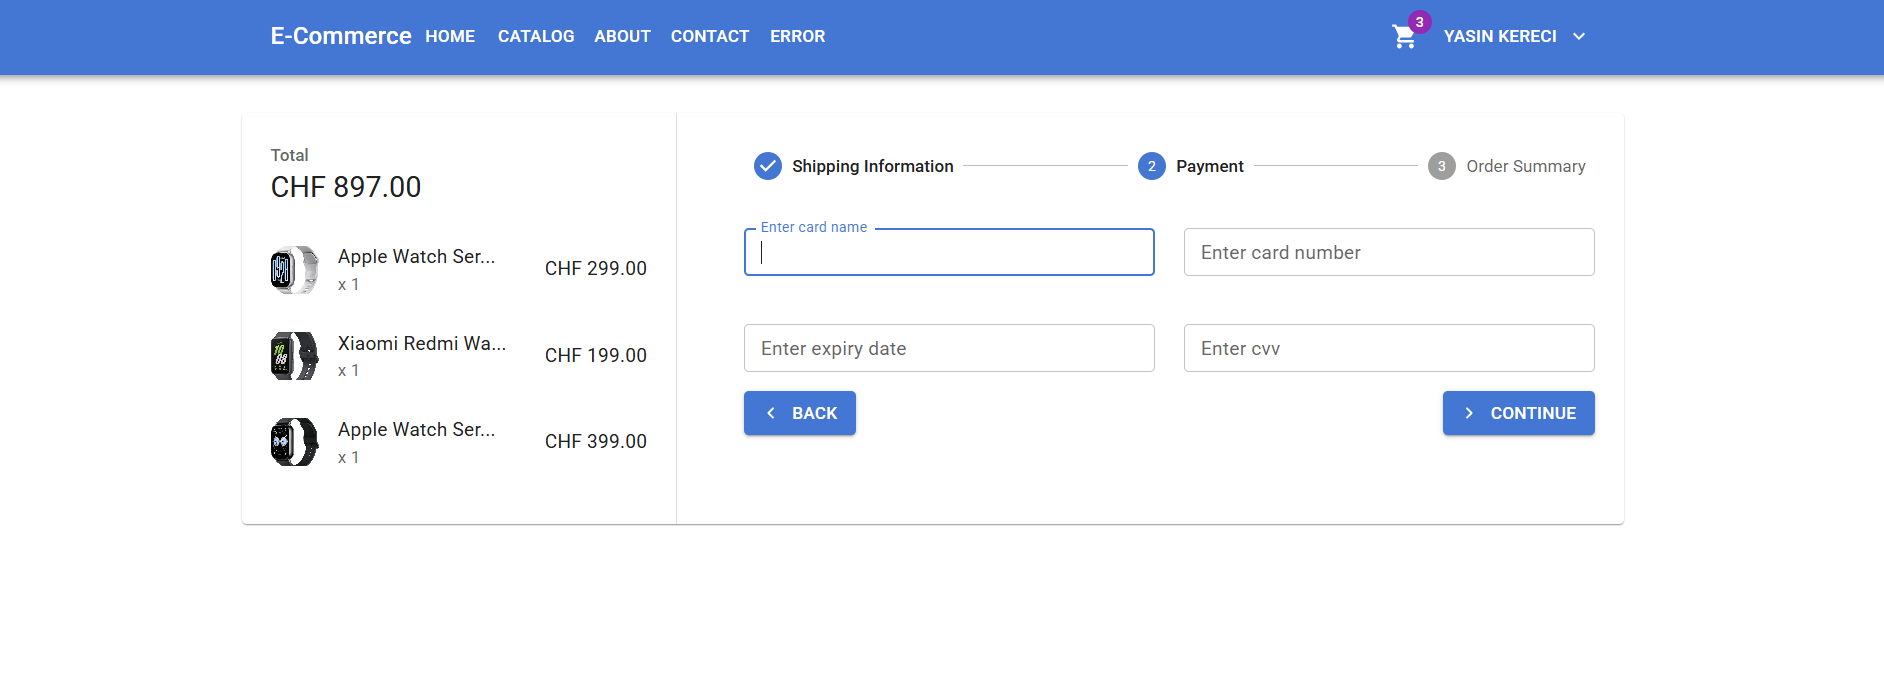 E-Commerce HOME CATALOG ABOUT CONTACT ERROR 3 YASIN KERECI
Total
CHF 897.00
Apple Watch Ser...
x 1
CHF 299.00
Xiaomi Redmi Wa...
x 1
CHF 199.00
Apple Watch Ser...
x 1
CHF 399.00
Shipping Information 2 Payment 3 Order Summary
Enter card name
Enter card number
Enter expiry date
Enter cvv
BACK
CONTINUE